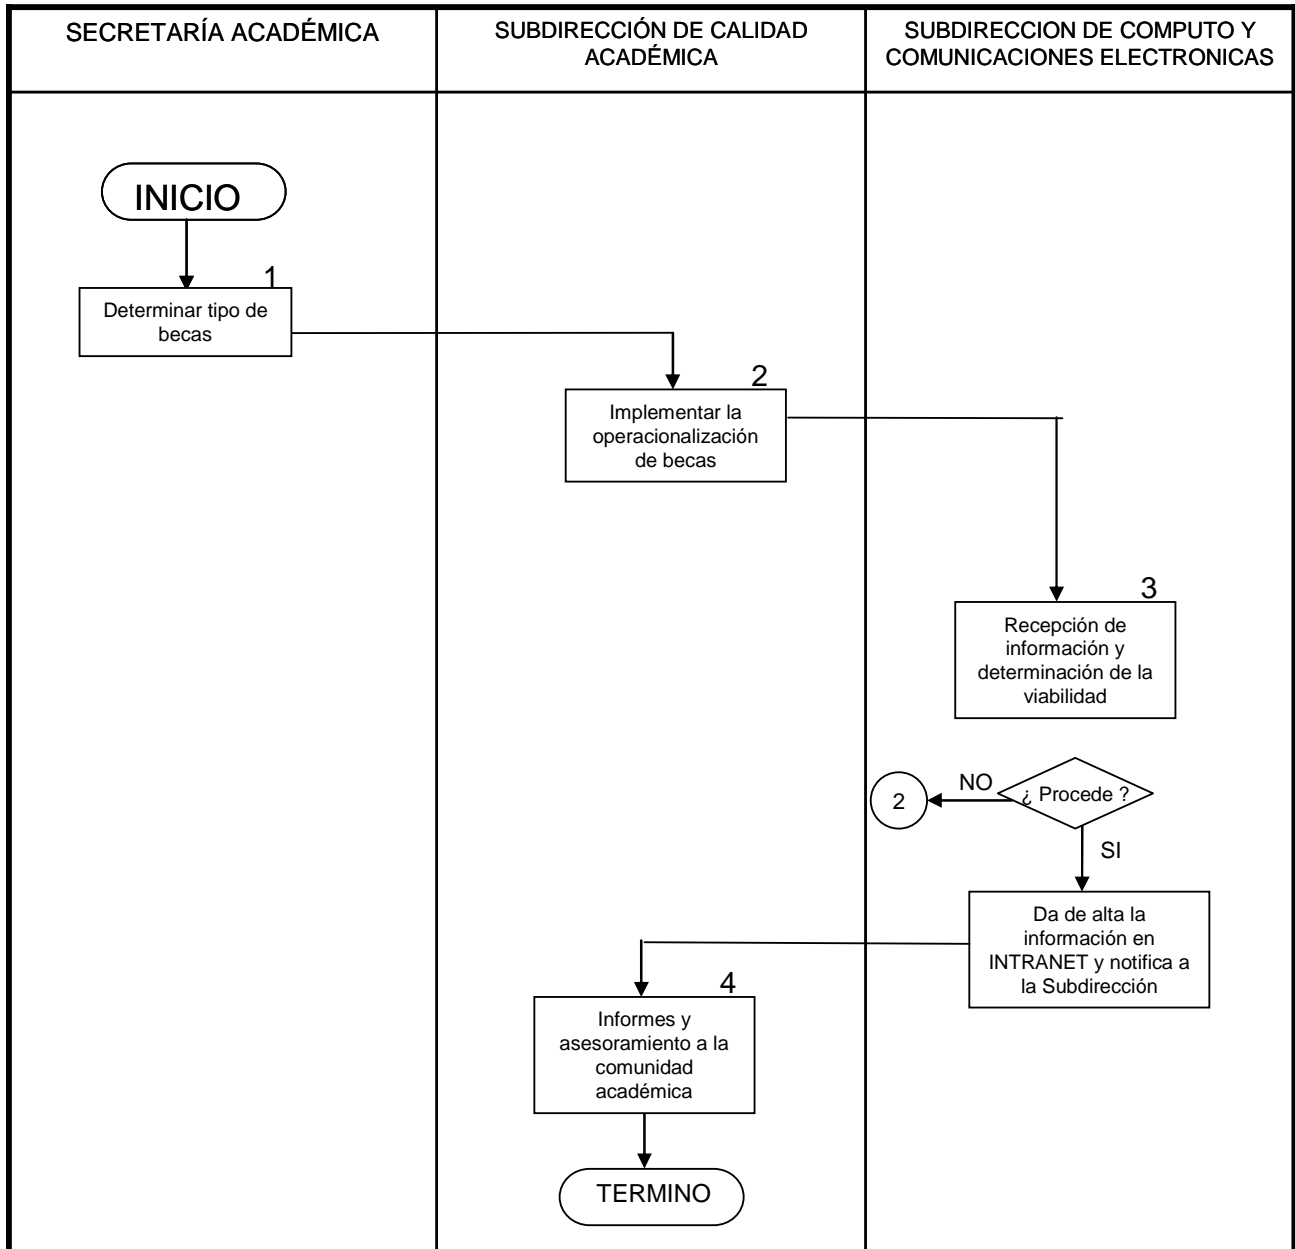 SECRETARÍA ACADÉMICA
SUBDIRECCIÓN DE CALIDAD
ACADÉMICA
SUBDIRECCION DE COMPUTO Y
COMUNICACIONES ELECTRONICAS
INICIO
1
Determinar tipo de
becas
2
Implementar la
operacionalización
de becas
3
Recepción de
información y
determinación de la
viabilidad
¿ Procede ?
NO
2
SI
Da de alta la
información en
INTRANET y notifica a
la Subdirección
4
Informes y
asesoramiento a la
comunidad
académica
TERMINO